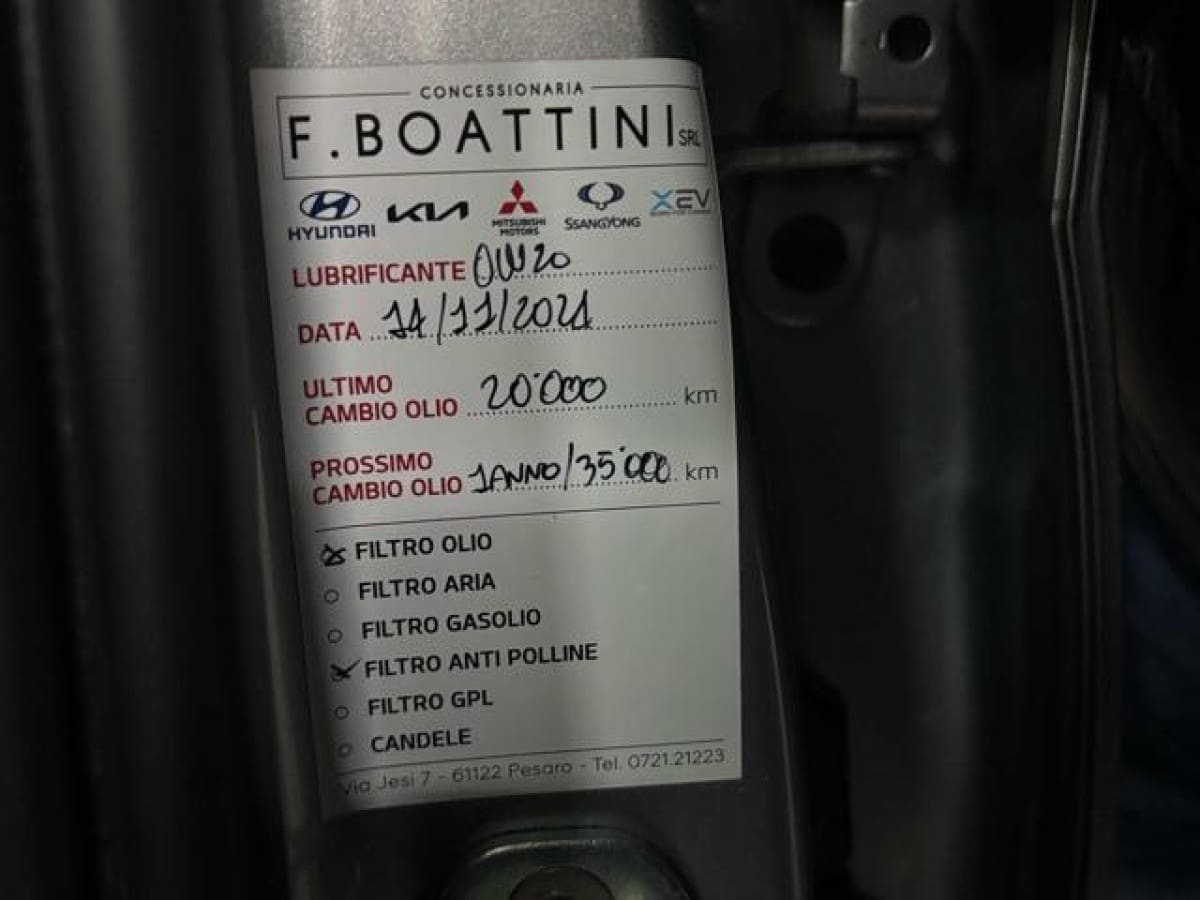 CONCESSIONARIA
F. BOATTINI SRL
HYUNDAI KIA MITSUBISHI MOTORS SSANGYONG XEV
LUBRIFICANTE 0W20
DATA 11/11/2021
ULTIMO
CAMBIO OLIO 20'000 km
PROSSIMO
CAMBIO OLIO 1 ANNO/35'000 km
FILTRO OLIO
FILTRO ARIA
FILTRO GASOLIO
FILTRO ANTI POLLINE
FILTRO GPL
CANDELE
Via Jesi 7 - 61122 Pesaro - Tel. 0721.21223